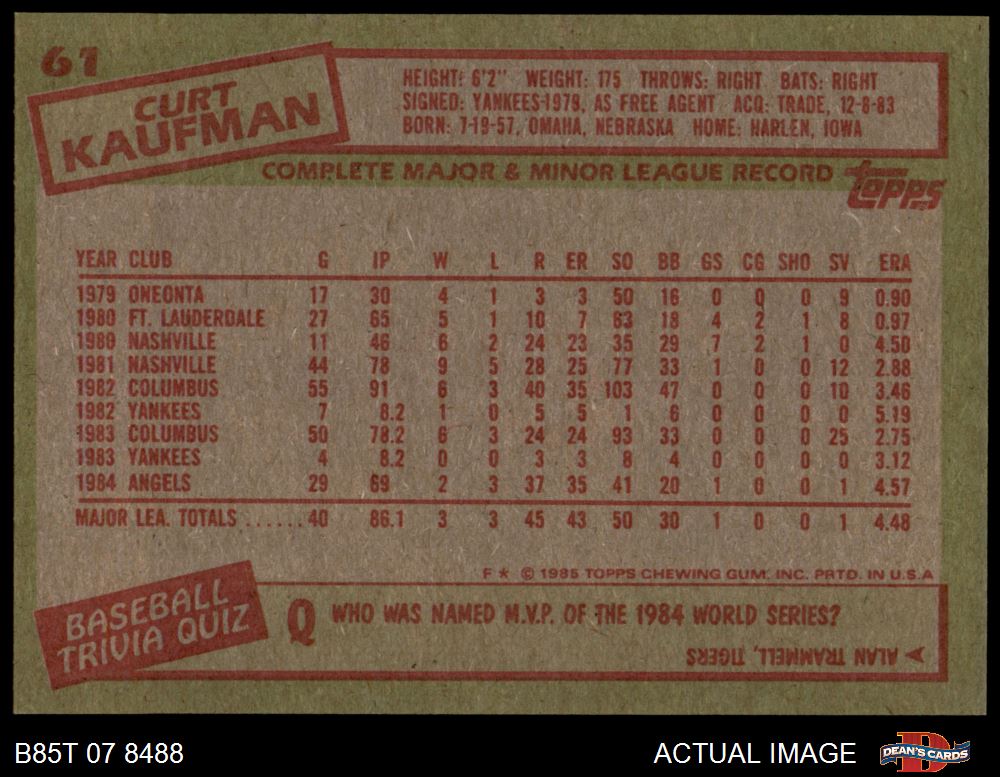 61
CURT
KAUFMAN
HEIGHT: 6'2" WEIGHT: 175 THROWS: RIGHT BATS: RIGHT
SIGNED: YANKEES-1979, AS FREE AGENT ACQ: TRADE, 12-8-83
BORN: 7-19-57, OMAHA, NEBRASKA HOME: HARLEN, IOWA
COMPLETE MAJOR & MINOR LEAGUE RECORD
TOPPS
YEAR CLUB G IP W L R ER SO BB GS CG SHO SV ERA
1979 ONEONTA 17 30 4 1 3 3 50 16 0 0 0 9 0.90
1980 FT. LAUDERDALE 27 65 5 1 10 7 63 18 4 2 1 8 0.97
1980 NASHVILLE 11 46 6 2 24 23 35 29 7 2 1 0 4.50
1981 NASHVILLE 44 78 9 5 28 25 77 33 1 0 0 12 2.88
1982 COLUMBUS 55 91 6 3 40 35 103 47 0 0 0 10 3.46
1982 YANKEES 7 8.2 1 0 5 5 1 6 0 0 0 0 5.19
1983 COLUMBUS 50 78.2 6 3 24 24 93 33 0 0 0 25 2.75
1983 YANKEES 4 8.2 0 0 3 3 8 4 0 0 0 0 3.12
1984 ANGELS 29 69 2 3 37 35 41 20 1 0 0 1 4.57
MAJOR LEA. TOTALS ......40 86.1 3 3 45 43 50 30 1 0 0 1 4.48
F * © 1985 TOPPS CHEWING GUM, INC. PRTD. IN U.S.A
BASEBALL
TRIVIA QUIZ
Q WHO WAS NAMED M.V.P. OF THE 1984 WORLD SERIES?
ALAN TRAMMELL, TIGERS
B85T 07 8488
ACTUAL IMAGE
D
DEAN'S CARDS